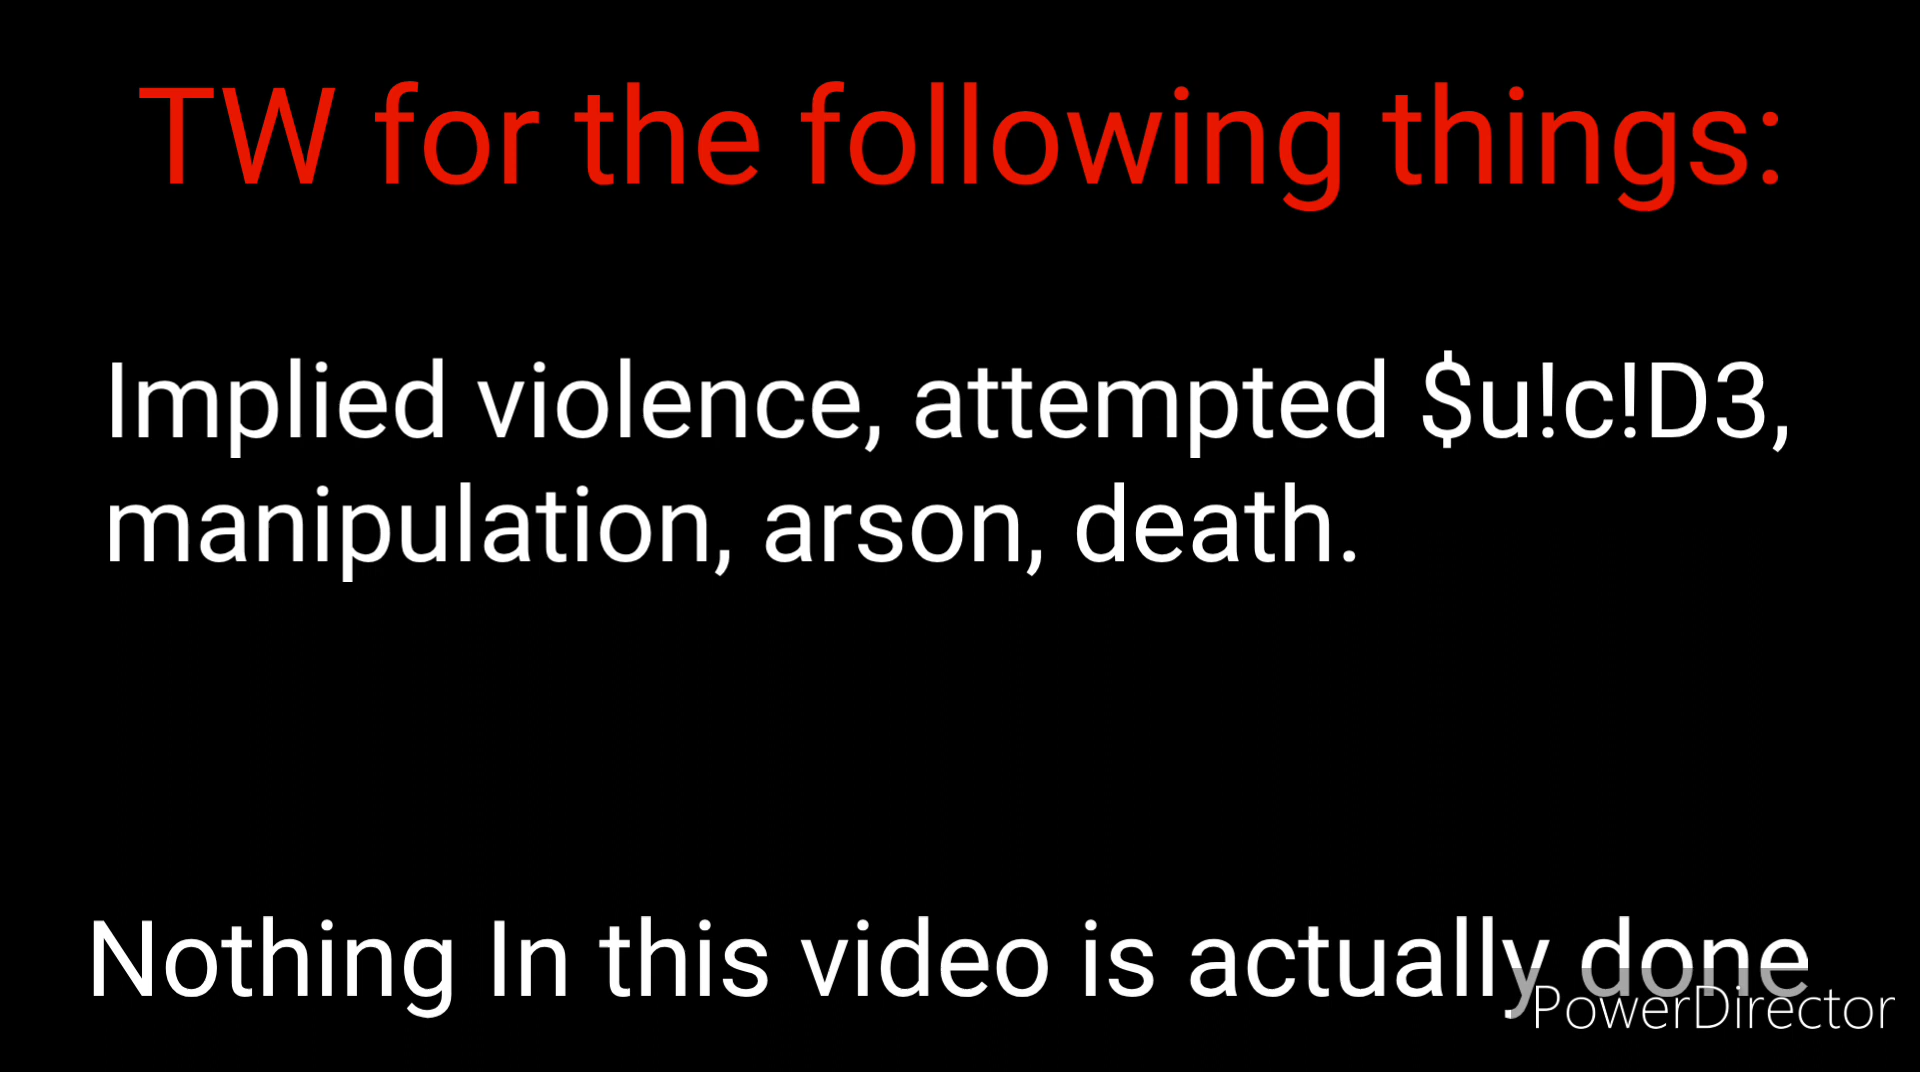 TW for the following things:
Implied violence, attempted $u!c!D3,
manipulation, arson, death.
Nothing In this video is actually done
PowerDirector